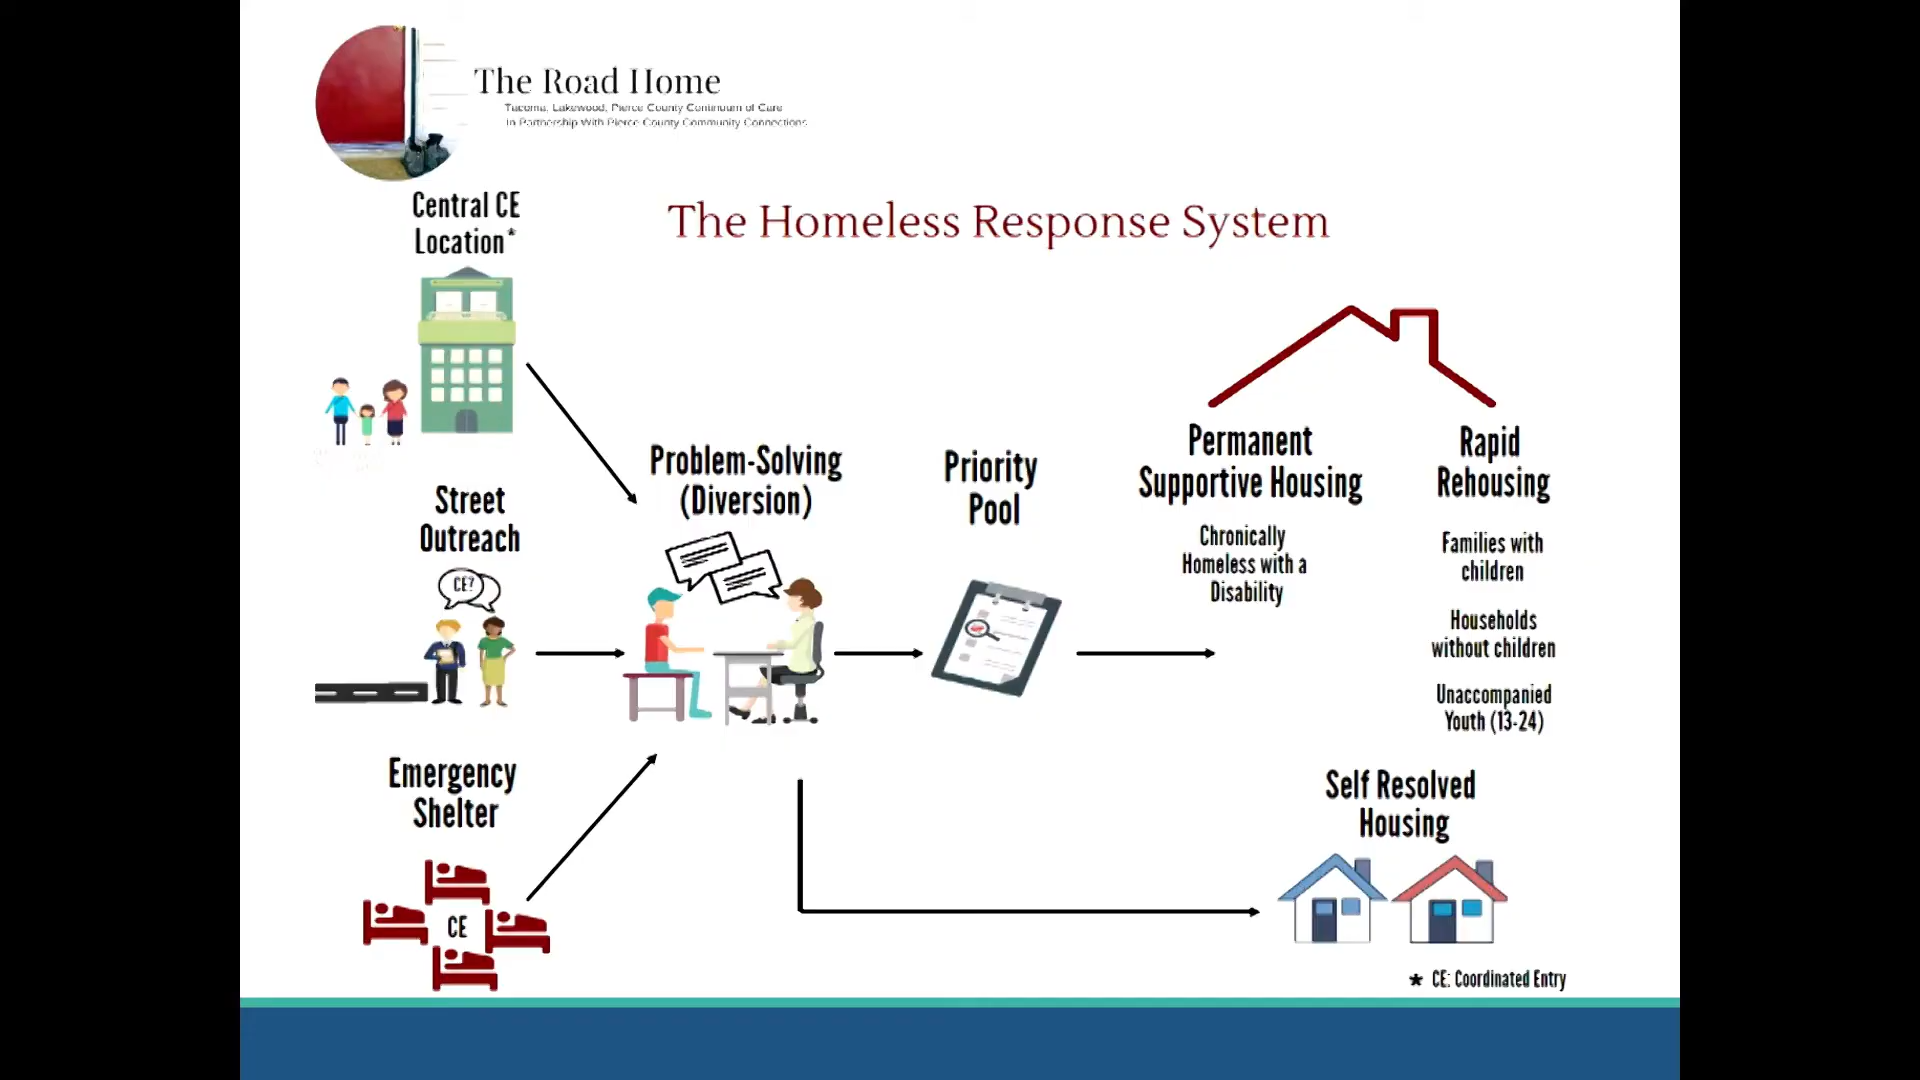 The Road Home
Tacoma, Lakewood, Pierce County Continuum of Care
In Partnership With Pierce County Community Connections
The Homeless Response System
Central CE
Location*
Street
Outreach
CE?
Emergency
Shelter
CE
Problem-Solving
(Diversion)
Priority
Pool
Permanent
Supportive Housing
Chronically
Homeless with a
Disability
Rapid
Rehousing
Families with
children
Households
without children
Unaccompanied
Youth (13-24)
Self Resolved
Housing
* CE: Coordinated Entry